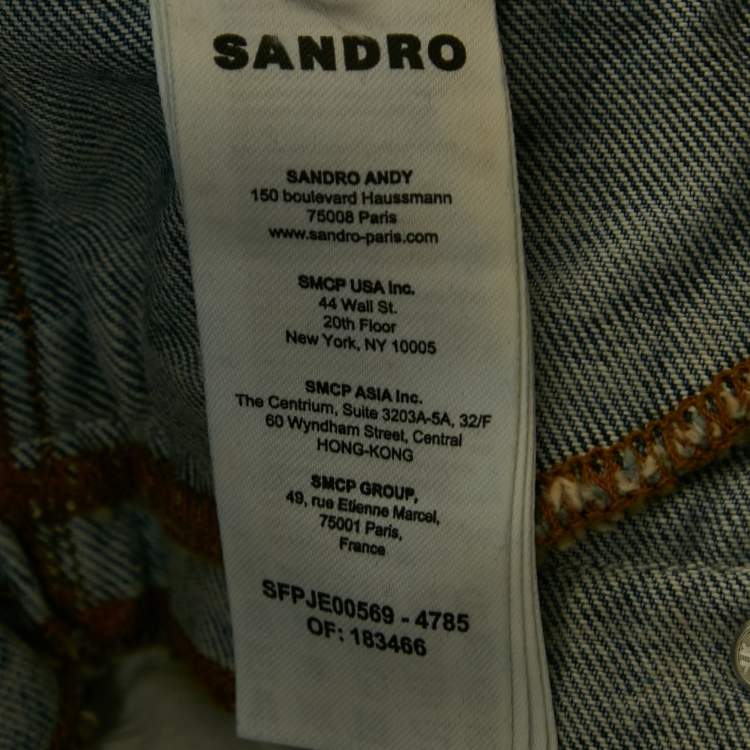 SANDRO
SANDRO ANDY
150 boulevard Haussmann
75008 Paris
www.sandro-paris.com
SMCP USA Inc.
44 Wall St.
20th Floor
New York, NY 10005
SMCP ASIA Inc.
The Centrium, Suite 3203A-5A, 32/F
60 Wyndham Street, Central
HONG-KONG
SMCP GROUP,
49, rue Etienne Marcel,
75001 Paris,
France
SFPJE00569 - 4785
OF: 183466